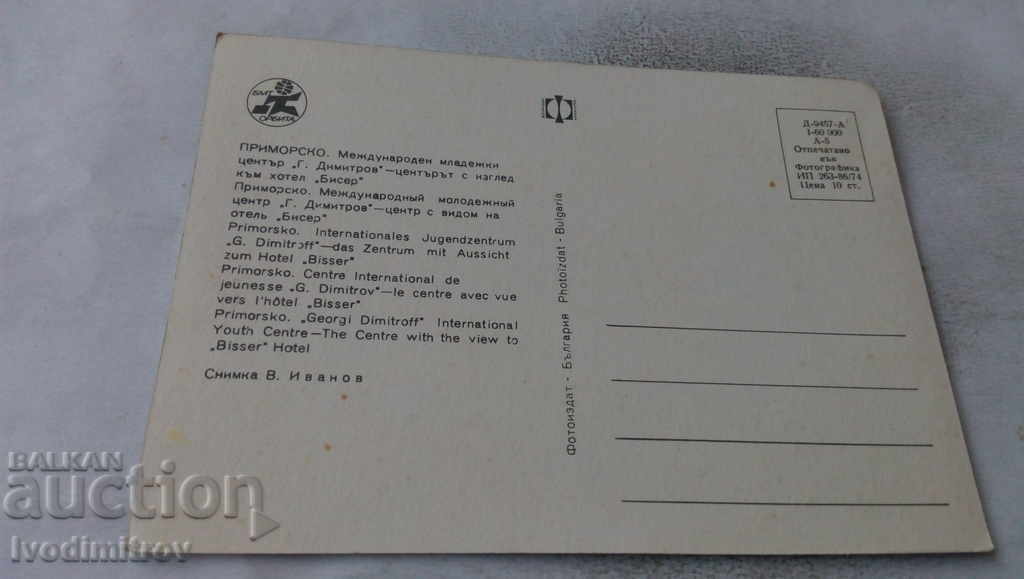 БМТ
ОРБИТА
ПРИМОРСКО. Международен младежки
център „Г. Димитров"—центърът с изглед
към хотел „Бисер"
Приморско. Международный молодежный
центр „Г. Димитров"—центр с видом на
отель „Бисер"
Primorsko. Internationales Jugendzentrum
„G. Dimitroff"—das Zentrum mit Aussicht
zum Hotel „Bisser"
Primorsko. Centre International de
jeunesse „G. Dimitrov"—le centre avec vue
vers l'hôtel „Bisser"
Primorsko. „Georgi Dimitroff" International
Youth Centre—The Centre with the view to
„Bisser" Hotel
Снимка В. Иванов
Фотоиздат - България Photoizdat - Bulgaria
Д-9457-А
1-60 000
А-5
Отпечатано
във
Фотографика
ИП 263-86/74
Цена 10 ст.
BALKAN
auction
Ivodimitrov